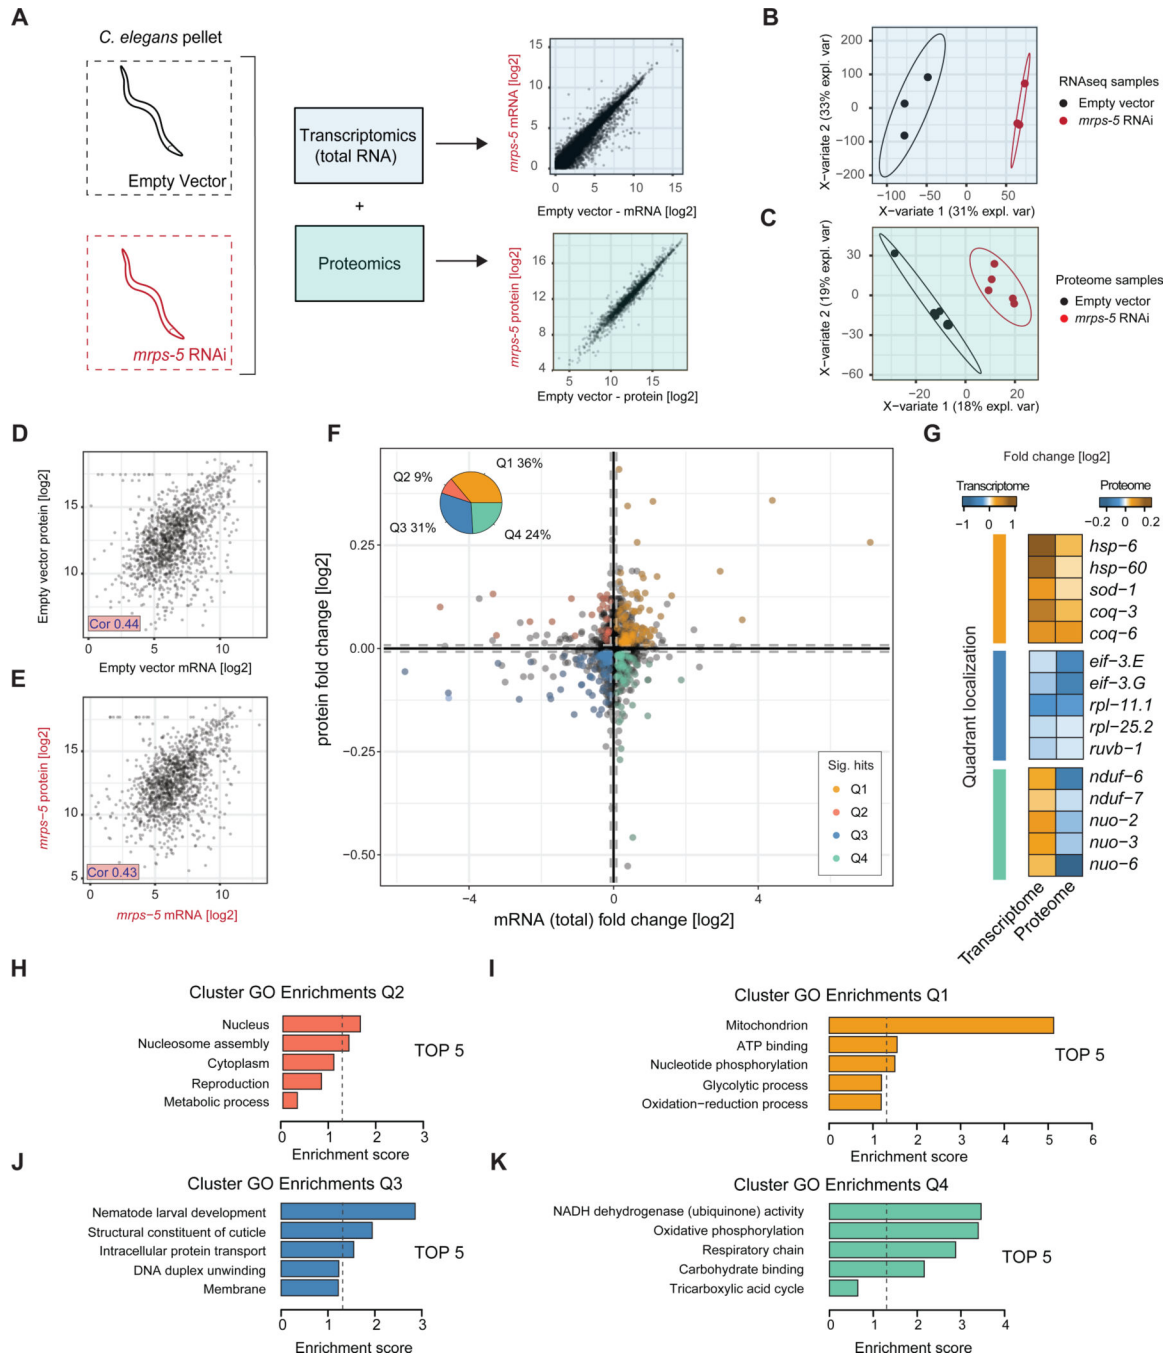 A
C. elegans pellet
Empty Vector
mrps-5 RNAi
Transcriptomics
(total RNA)
+
Proteomics
mrps-5 mRNA [log2]
15
10
5
0
0 5 10 15
Empty vector - mRNA [log2]
mrps-5 protein [log2]
16
12
8
4
5 10 15
Empty vector - protein [log2]
B
X−variate 2 (33% expl. var)
200
100
0
−100
−200
−100 −50 0 50
X−variate 1 (31% expl. var)
RNAseq samples
Empty vector
mrps-5 RNAi
C
X−variate 2 (19% expl. var)
30
0
−30
−60
−20 20
X−variate 1 (18% expl. var)
Proteome samples
Empty vector
mrps-5 RNAi
D
Empty vector protein [log2]
15
10
Cor 0.44
0 5 10
Empty vector mRNA [log2]
E
mrps−5 protein [log2]
15
10
5
Cor 0.43
0 5 10
mrps−5 mRNA [log2]
F
Q1 36%
Q2 9%
Q3 31%
Q4 24%
protein fold change [log2]
0.25
0.00
−0.25
−0.50
−4 0 4
mRNA (total) fold change [log2]
Sig. hits
Q1
Q2
Q3
Q4
G
Fold change [log2]
Transcriptome
−1 0 1
Proteome
−0.2 0 0.2
Quadrant localization
hsp-6
hsp-60
sod-1
coq-3
coq-6
eif-3.E
eif-3.G
rpl-11.1
rpl-25.2
ruvb-1
nduf-6
nduf-7
nuo-2
nuo-3
nuo-6
Transcriptome
Proteome
H
Cluster GO Enrichments Q2
Nucleus
Nucleosome assembly
Cytoplasm
Reproduction
Metabolic process
TOP 5
0 1 2 3
Enrichment score
I
Cluster GO Enrichments Q1
Mitochondrion
ATP binding
Nucleotide phosphorylation
Glycolytic process
Oxidation−reduction process
TOP 5
0 1 2 3 4 5 6
Enrichment score
J
Cluster GO Enrichments Q3
Nematode larval development
Structural constituent of cuticle
Intracellular protein transport
DNA duplex unwinding
Membrane
TOP 5
0 1 2 3
Enrichment score
K
Cluster GO Enrichments Q4
NADH dehydrogenase (ubiquinone) activity
Oxidative phosphorylation
Respiratory chain
Carbohydrate binding
Tricarboxylic acid cycle
TOP 5
0 1 2 3 4
Enrichment score